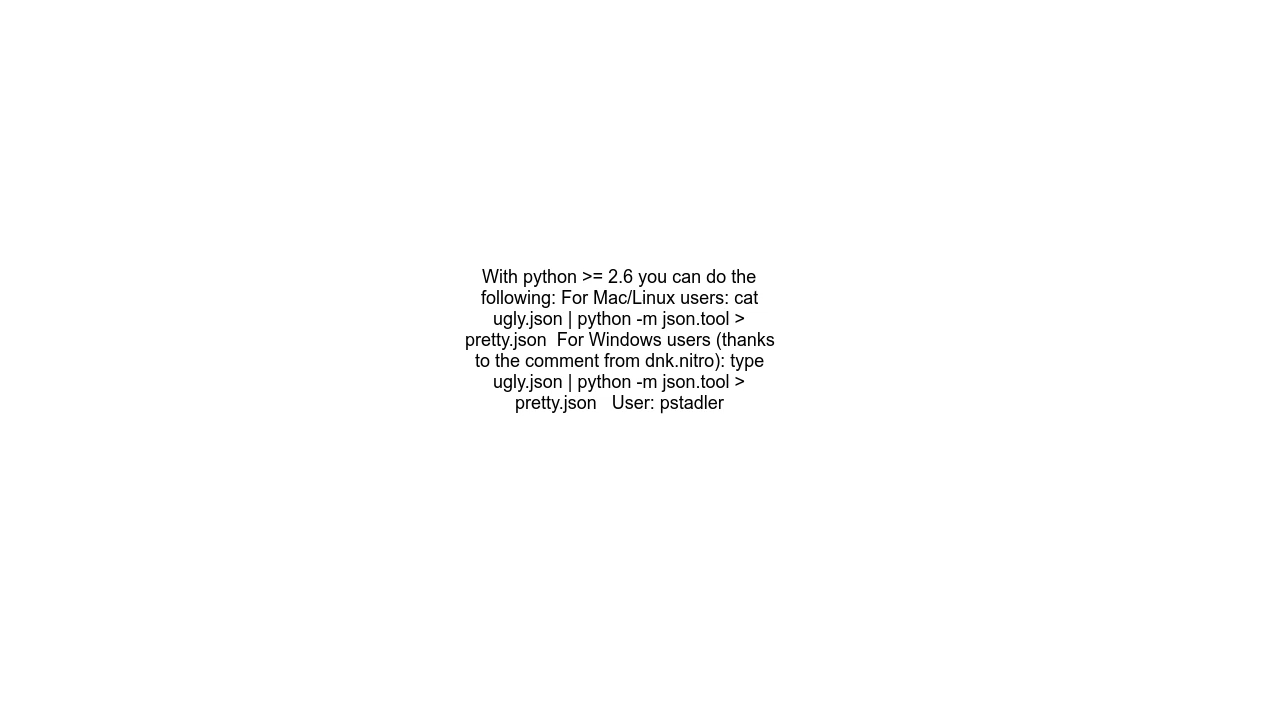 With python >= 2.6 you can do the
following: For Mac/Linux users: cat
ugly.json | python -m json.tool >
pretty.json  For Windows users (thanks
to the comment from dnk.nitro): type
ugly.json | python -m json.tool >
pretty.json   User: pstadler